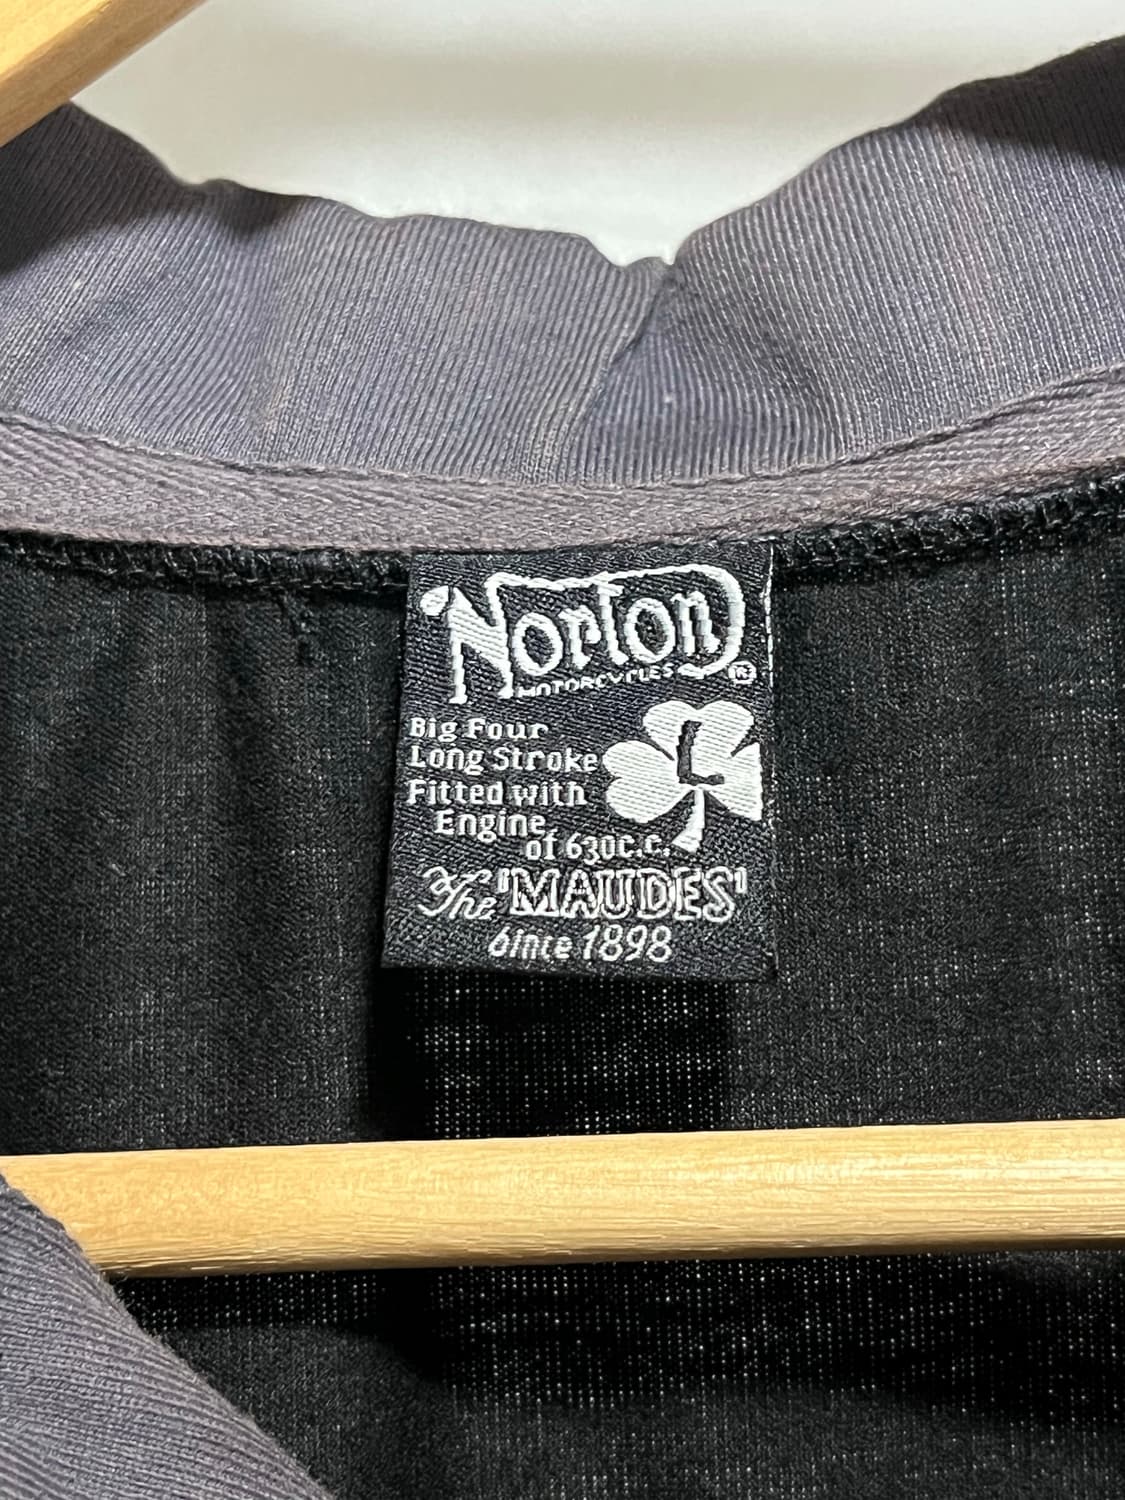 Norton
MOTORCYCLES ®
Big Four
Long Stroke
Fitted with
Engine
of 630c.c.
L
The 'MAUDES'
Since 1898